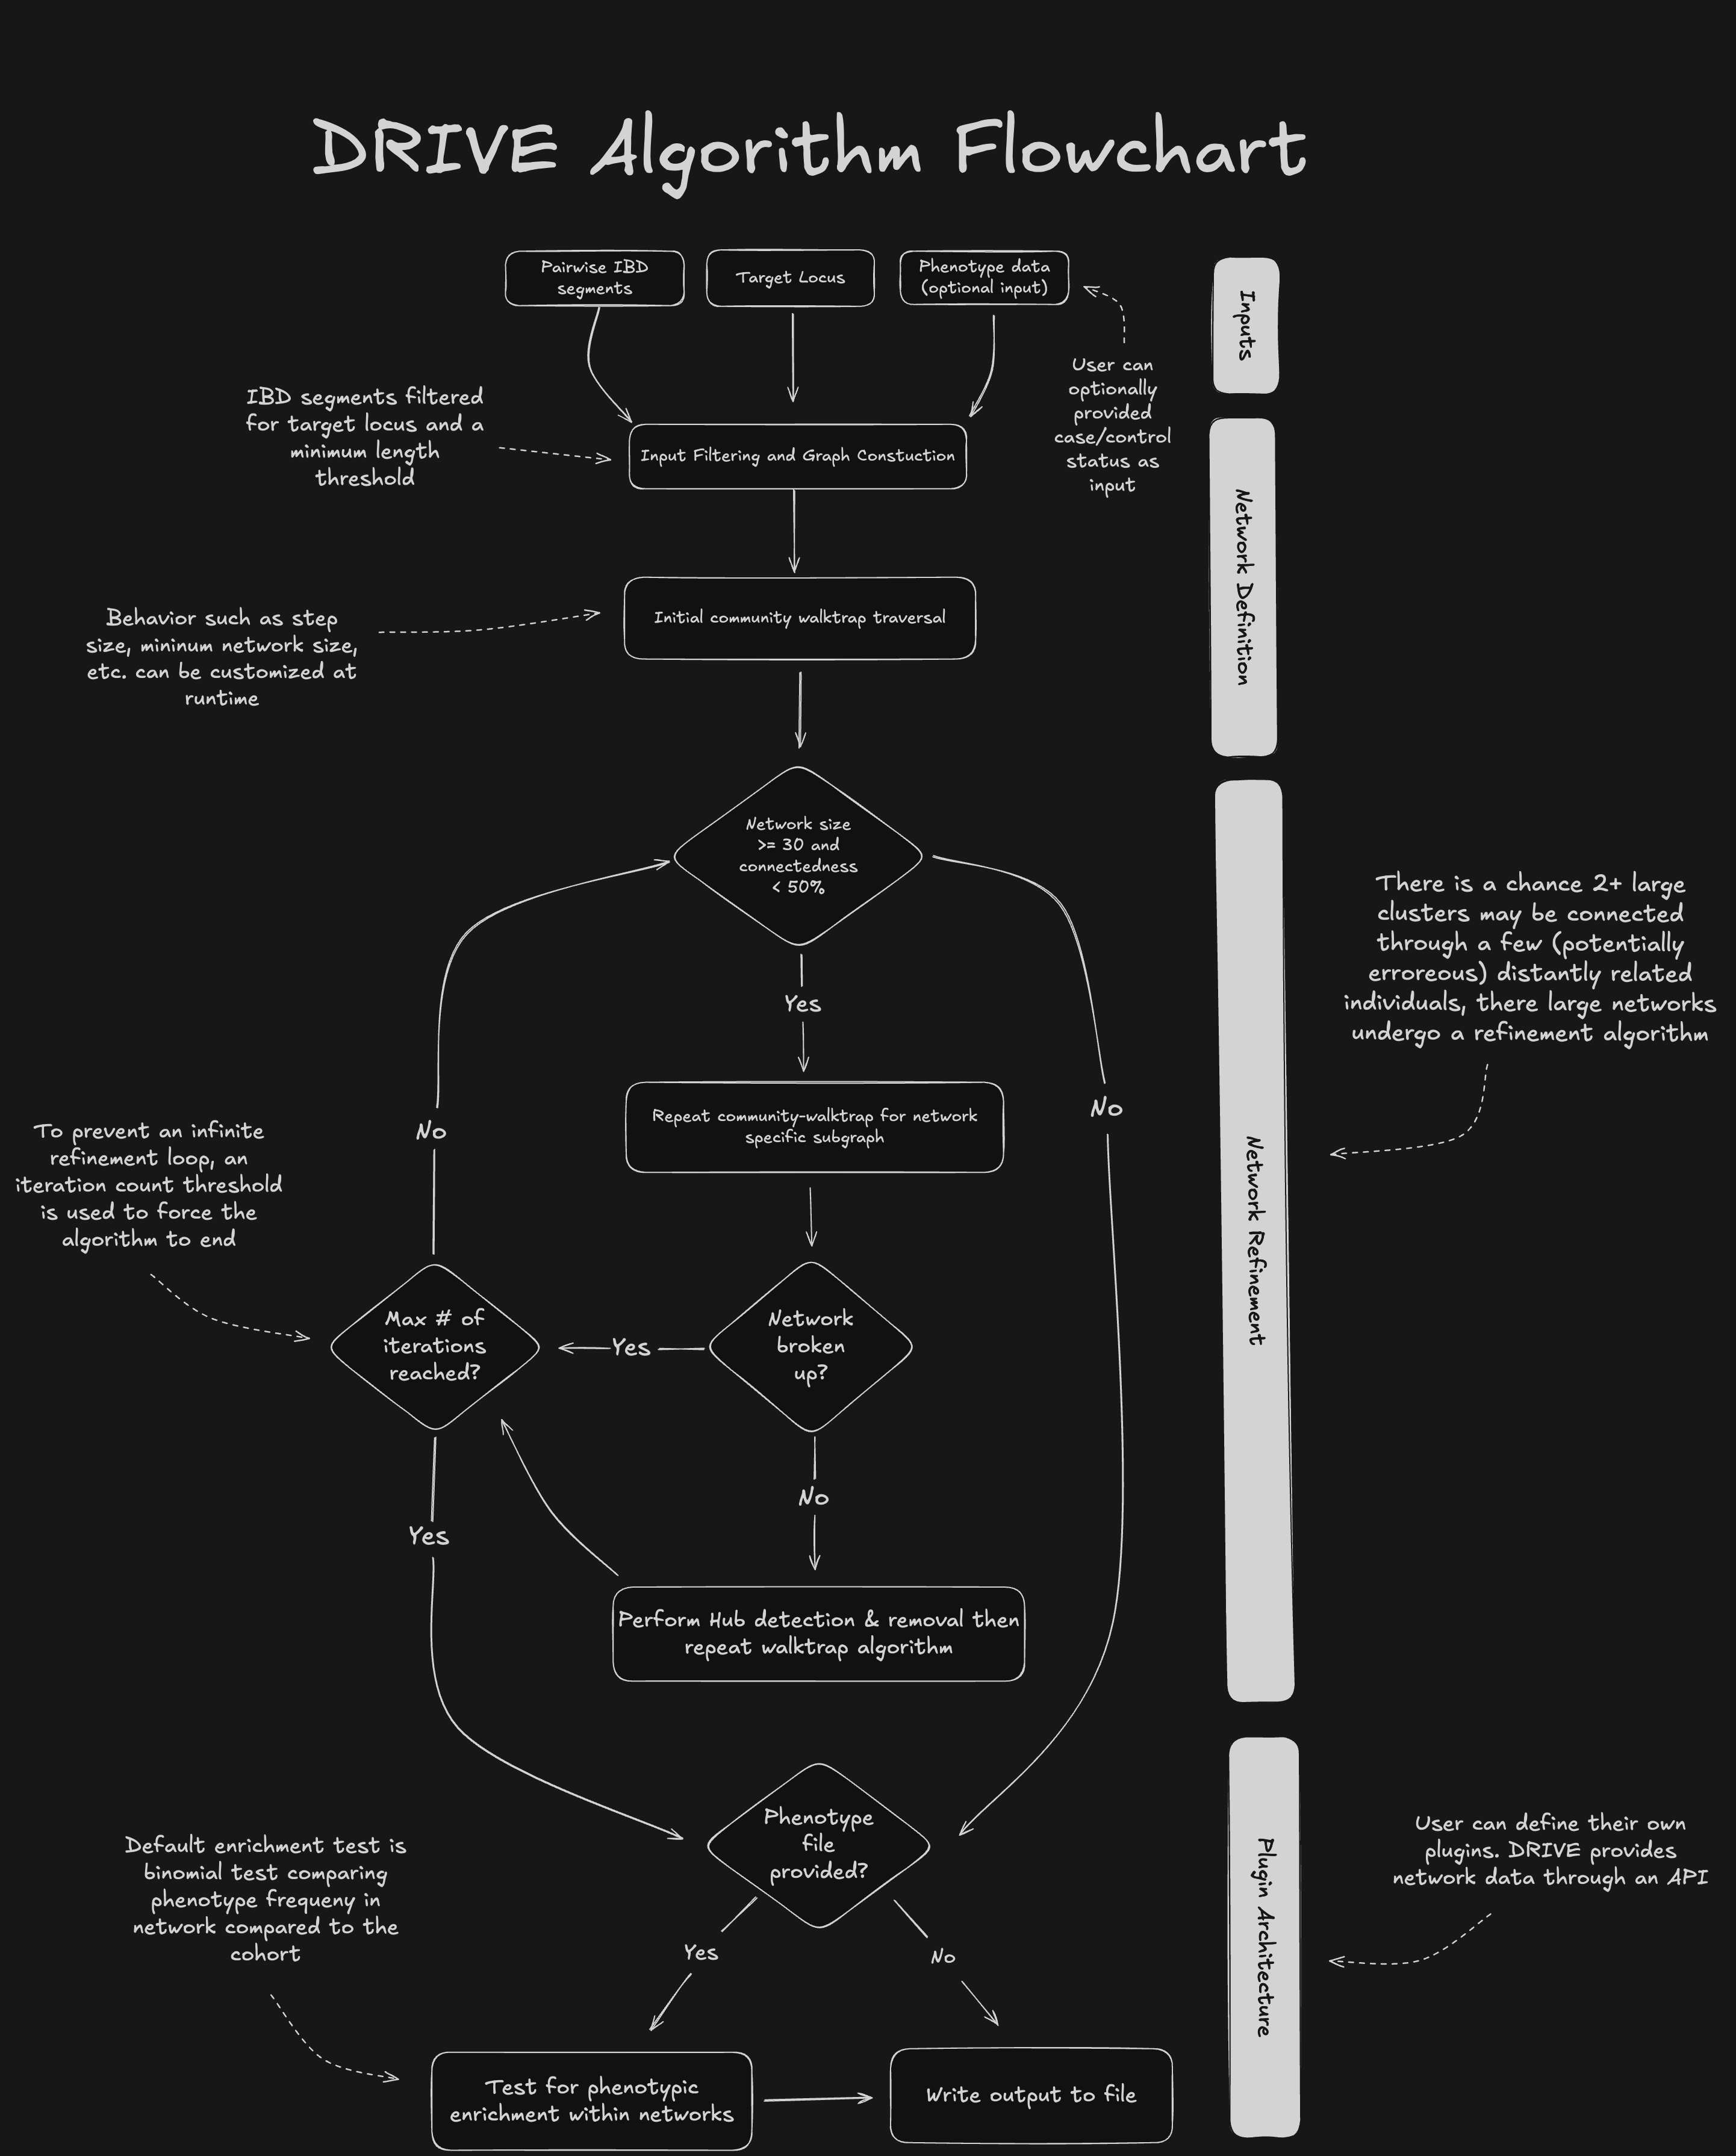 DRIVE Algorithm Flowchart
Pairwise IBD
segments
Target Locus
Phenotype data
(optional input)
Inputs
User can
optionally
provided
case/control
status as
input
IBD segments filtered
for target locus and a
minimum length
threshold
Input Filtering and Graph Constuction
Network Definition
Behavior such as step
size, mininum network size,
etc. can be customized at
runtime
Initial community walktrap traversal
Network size
>= 30 and
connectedness
< 50%
There is a chance 2+ large
clusters may be connected
through a few (potentially
erroreous) distantly related
individuals, there large networks
undergo a refinement algorithm
Yes
No
Repeat community-walktrap for network
specific subgraph
No
To prevent an infinite
refinement loop, an
iteration count threshold
is used to force the
algorithm to end
Network Refinement
Max # of
iterations
reached?
Yes
Network
broken
up?
No
Yes
Perform Hub detection & removal then
repeat walktrap algorithm
Phenotype
file
provided?
Default enrichment test is
binomial test comparing
phenotype frequeny in
network compared to the
cohort
User can define their own
plugins. DRIVE provides
network data through an API
Plugin Architecture
Yes
No
Test for phenotypic
enrichment within networks
Write output to file